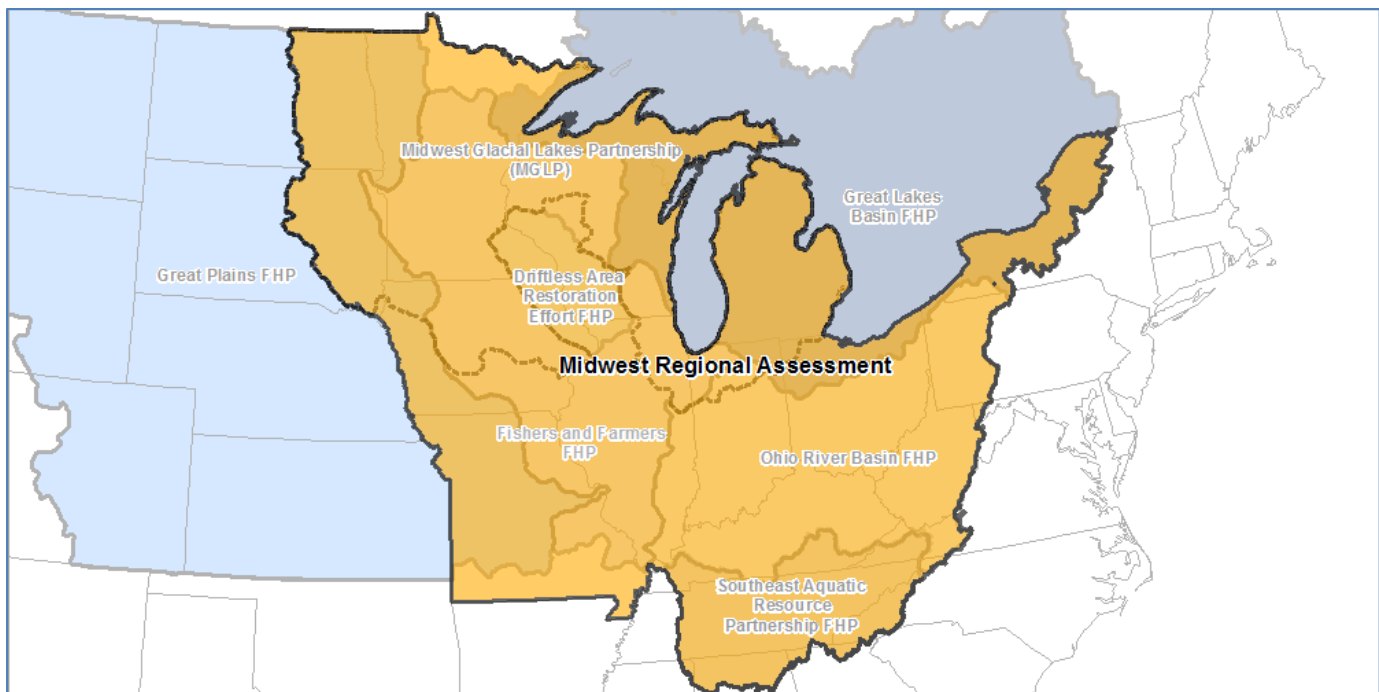 Midwest Glacial Lakes Partnership
(MGLP)
Great Lakes
Basin FHP
Great Plains FHP
Driftless Area
Restoration
Effort FHP
Midwest Regional Assessment
Fishers and Farmers
FHP
Ohio River Basin FHP
Southeast Aquatic
Resource
Partnership FHP